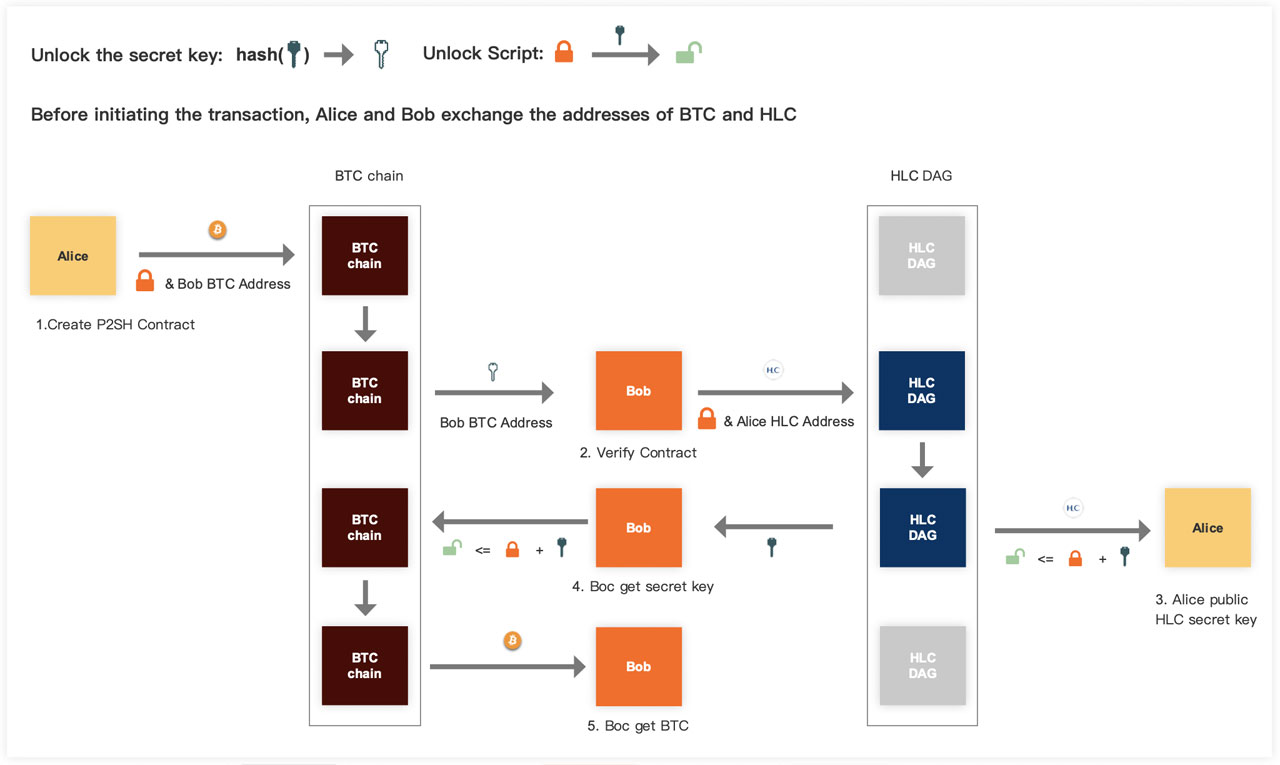 Unlock the secret key: hash( )
Unlock Script:
Before initiating the transaction, Alice and Bob exchange the addresses of BTC and HLC
BTC chain
HLC DAG
Alice
& Bob BTC Address
1.Create P2SH Contract
BTC
chain
HLC
DAG
BTC
chain
Bob BTC Address
Bob
2. Verify Contract
HLC
& Alice HLC Address
HLC
DAG
BTC
chain
<= +
Bob
4. Boc get secret key
HLC
DAG
HLC
<= +
Alice
3. Alice public
HLC secret key
BTC
chain
Bob
5. Boc get BTC
HLC
DAG